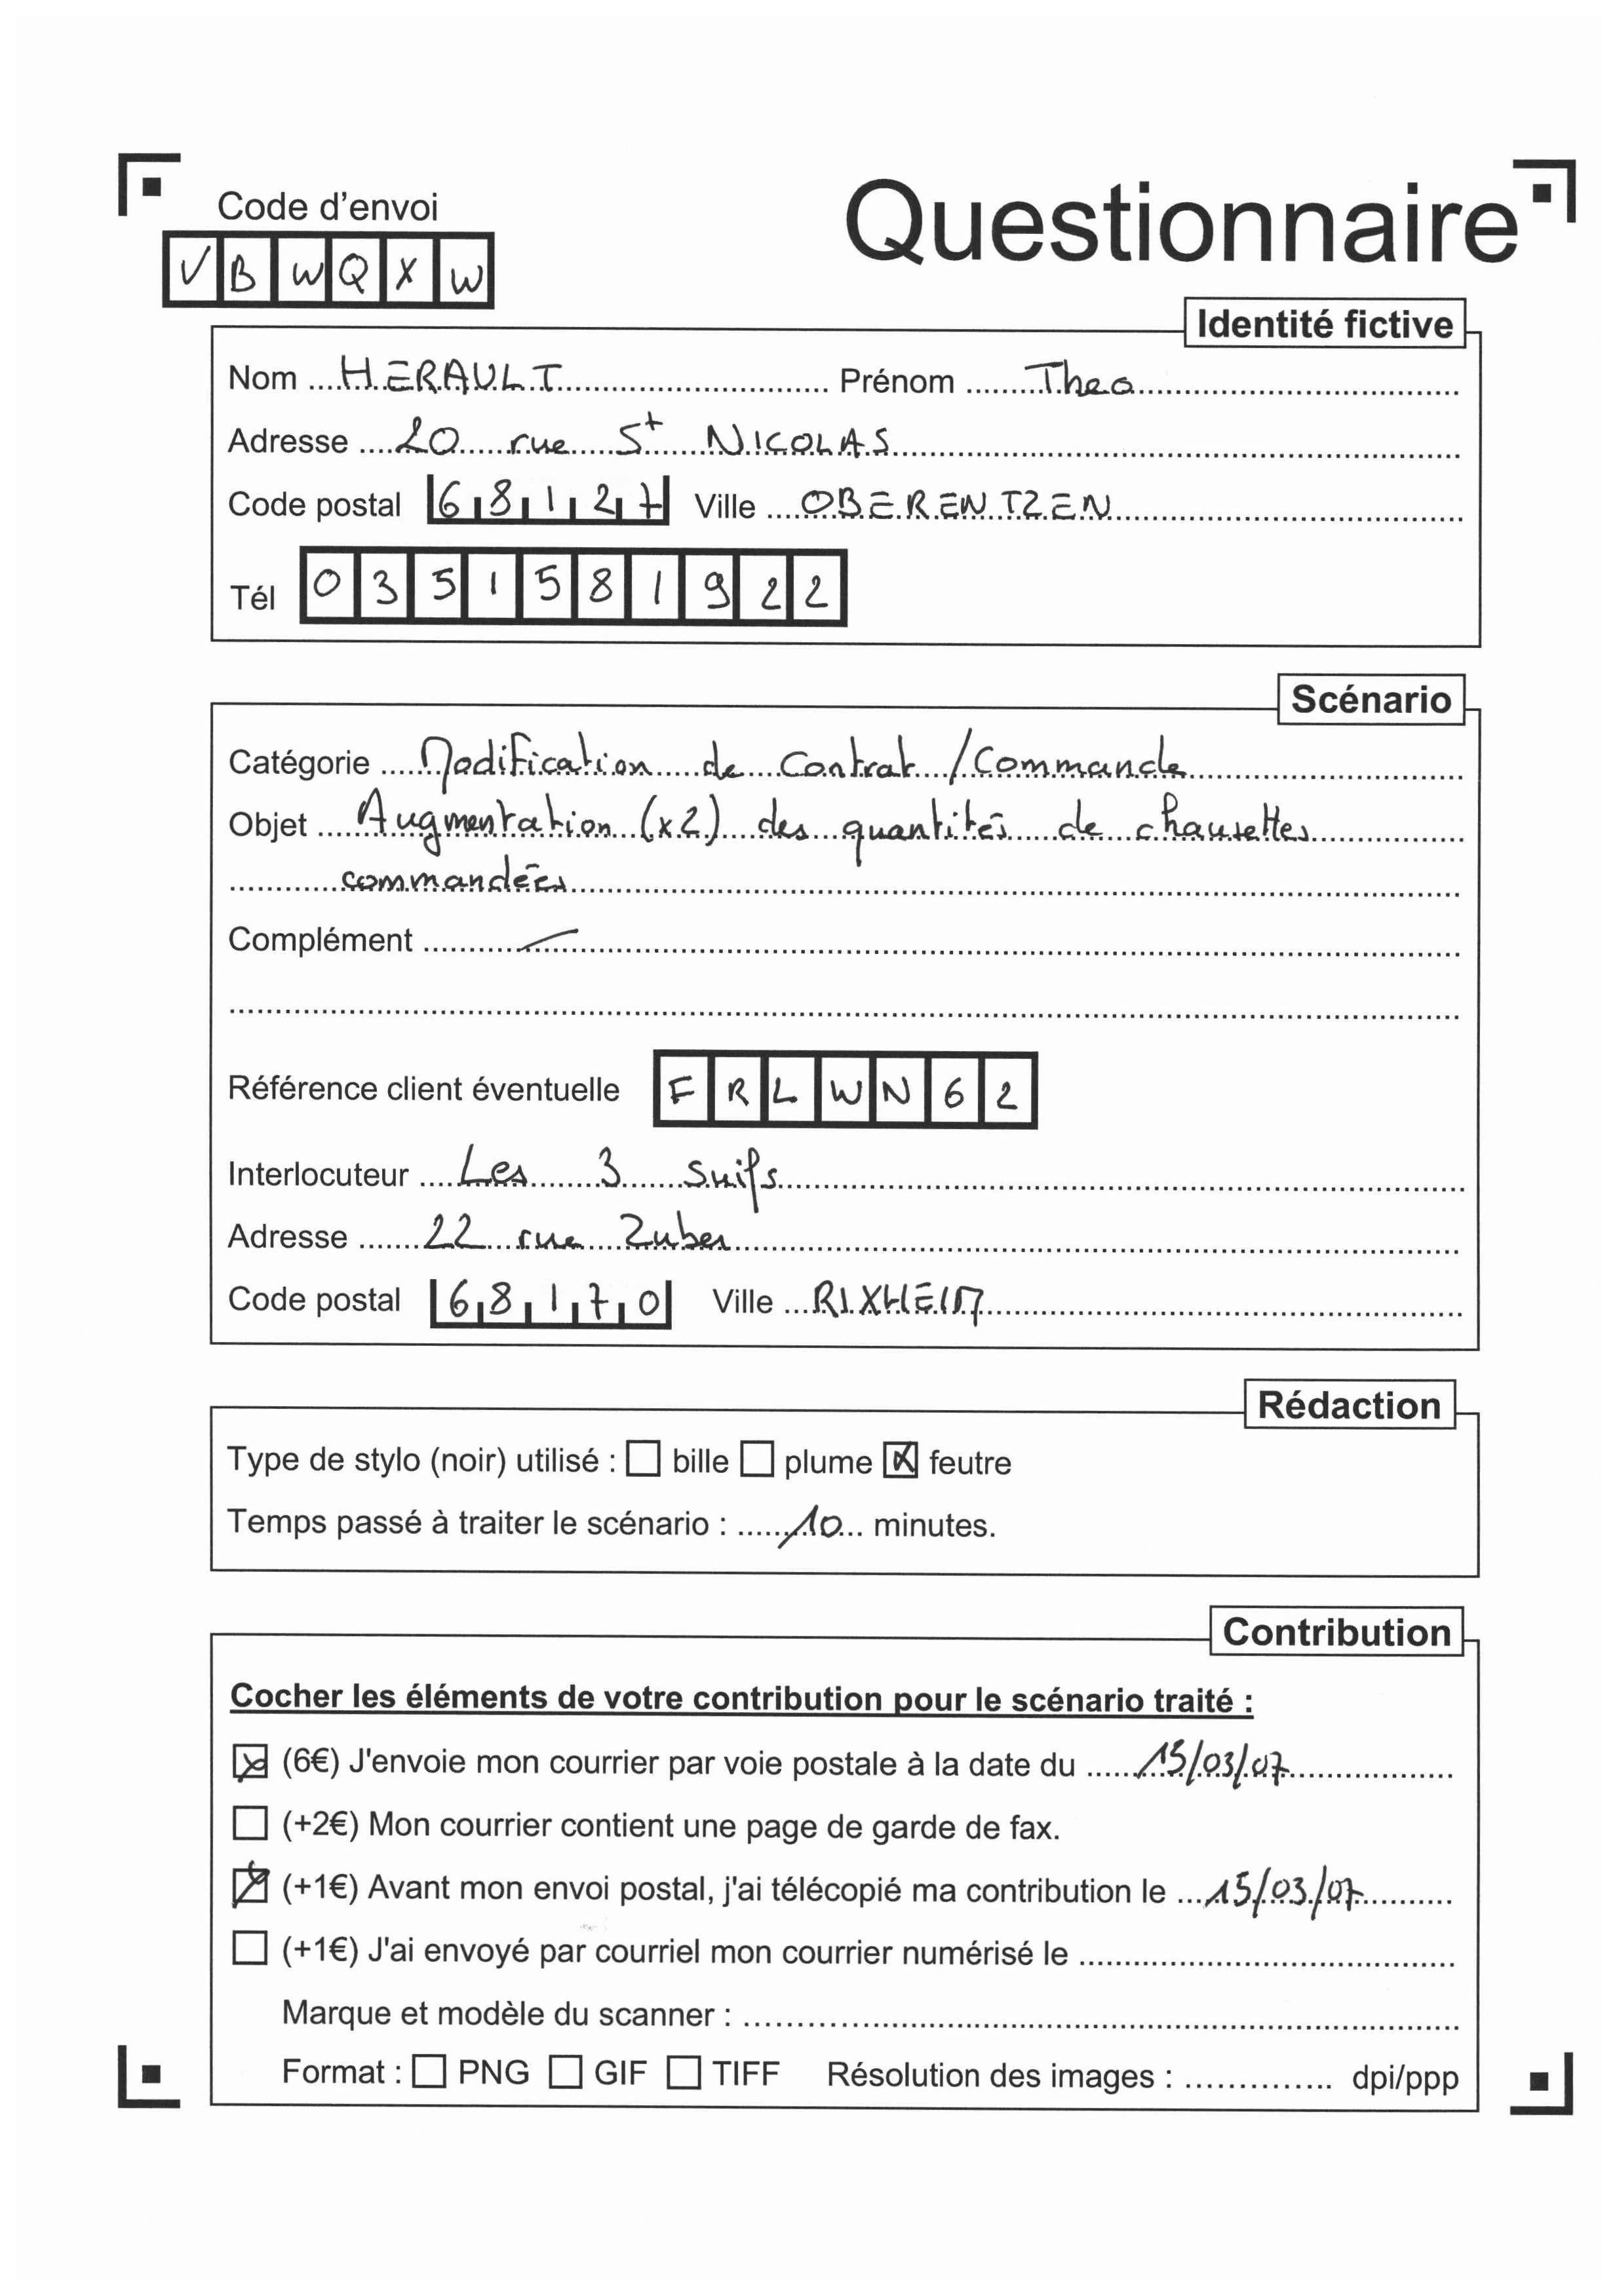 Code d'envoi
Questionnaire
V B W Q X W
Identité fictive
Nom HERAULT Prénom Theo
Adresse 20 rue St NICOLAS
Code postal 68127 Ville OBERENTZEN
Tél 0351581922
Scénario
Catégorie Modification de contrat / Commande
Objet Augmentation (x2) des quantités de chaussettes
commandées
Complément —
Référence client éventuelle F R L W N 6 2
Interlocuteur Les 3 suifs
Adresse 22 rue Zuber
Code postal 68170 Ville RIXHEIM
Rédaction
Type de stylo (noir) utilisé : ☐ bille ☐ plume ☒ feutre
Temps passé à traiter le scénario : 10 minutes.
Contribution
Cocher les éléments de votre contribution pour le scénario traité :
☒ (6€) J'envoie mon courrier par voie postale à la date du 15/03/07
☐ (+2€) Mon courrier contient une page de garde de fax.
☒ (+1€) Avant mon envoi postal, j'ai télécopié ma contribution le 15/03/07
☐ (+1€) J'ai envoyé par courriel mon courrier numérisé le
Marque et modèle du scanner :
Format : ☐ PNG ☐ GIF ☐ TIFF Résolution des images : dpi/ppp